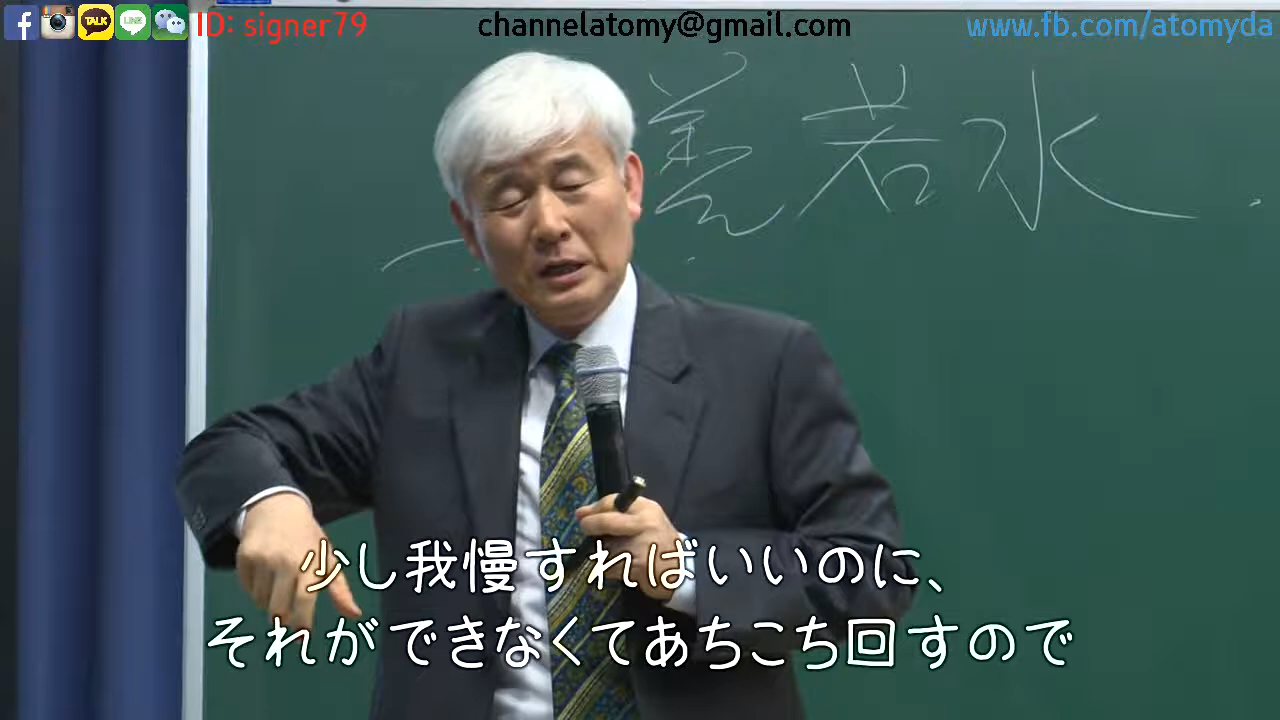 TALK
LINE
ID: signer79
channelatomy@gmail.com
www.fb.com/atomyda
若水
少し我慢すればいいのに、
それができなくてあちこち回すので